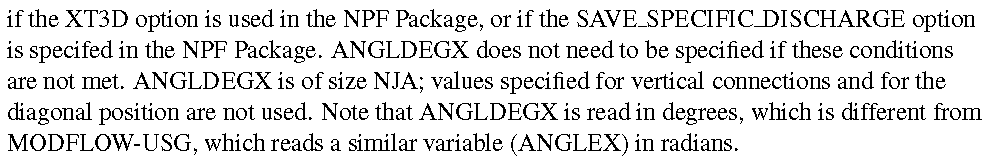 if the XT3D option is used in the NPF Package, or if the SAVE_SPECIFIC_DISCHARGE option
is specifed in the NPF Package. ANGLDEGX does not need to be specified if these conditions
are not met. ANGLDEGX is of size NJA; values specified for vertical connections and for the
diagonal position are not used. Note that ANGLDEGX is read in degrees, which is different from
MODFLOW-USG, which reads a similar variable (ANGLEX) in radians.